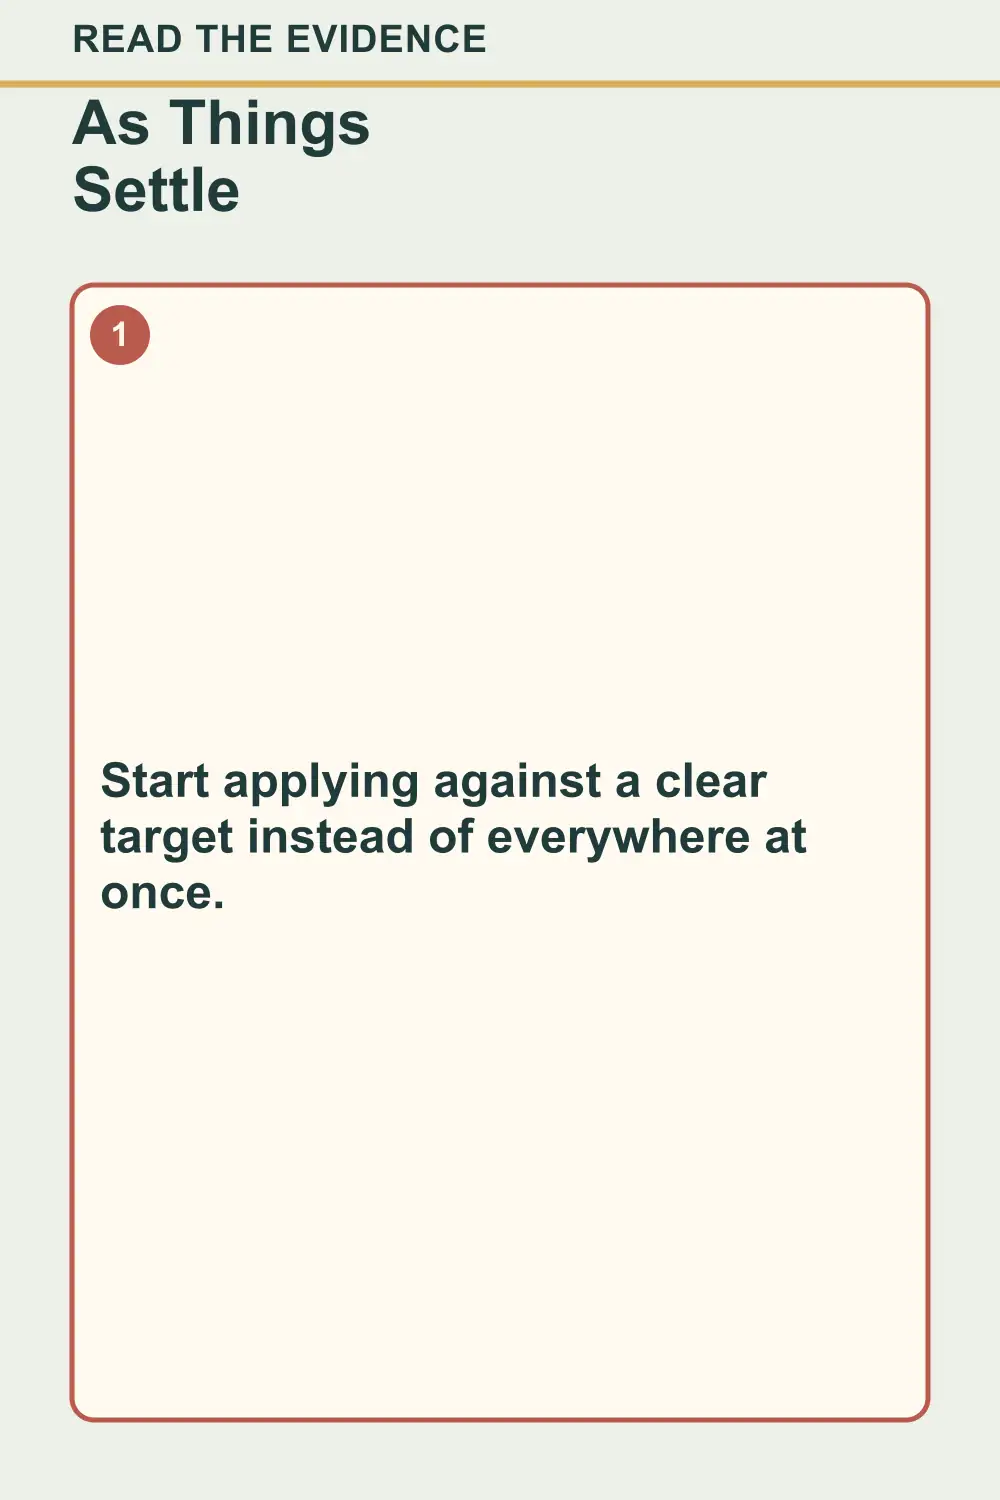 READ THE EVIDENCE
As Things
Settle
1
Start applying against a clear
target instead of everywhere at
once.